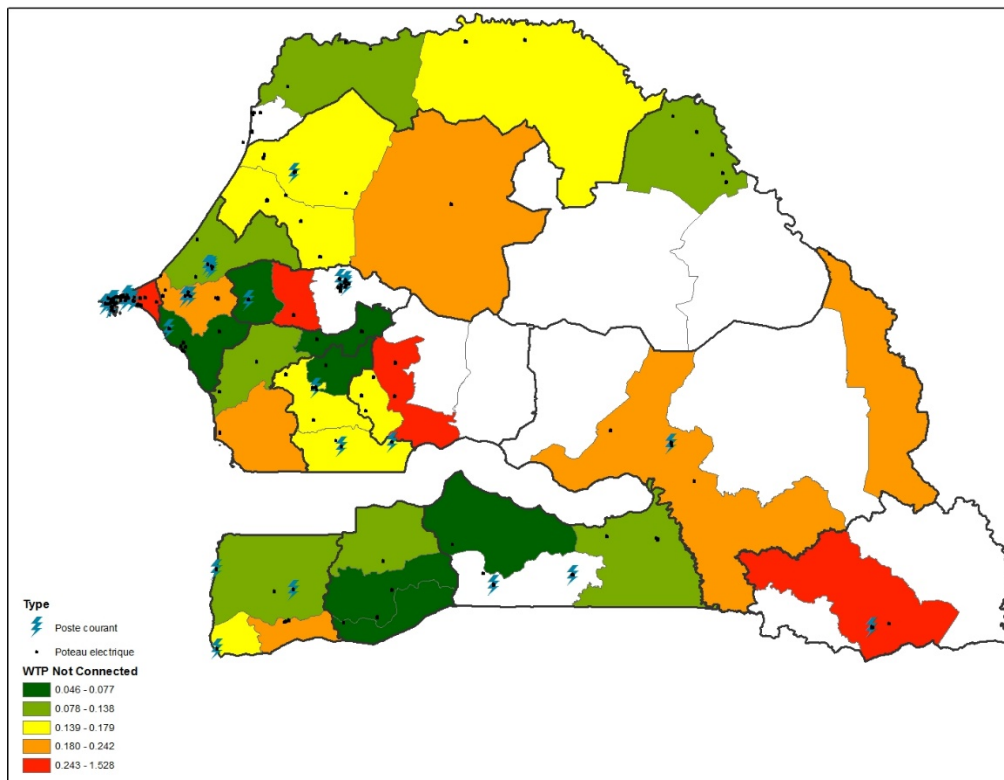 Type
Poste courant
Poteau electrique
WTP Not Connected
0.046 - 0.077
0.078 - 0.138
0.139 - 0.179
0.180 - 0.242
0.243 - 1.528